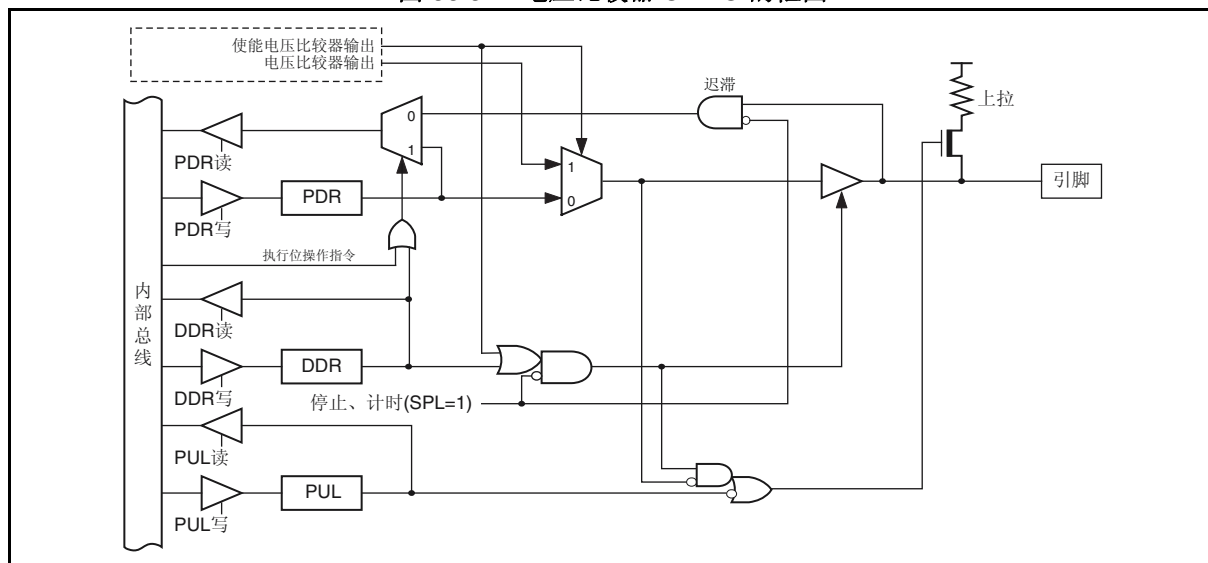 使能电压比较器输出
电压比较器输出
迟滞
上拉
0
1
PDR读
1
0
引脚
PDR
PDR写
执行位操作指令
内部总线
DDR读
DDR
DDR写
停止、计时(SPL=1)
PUL读
PUL
PUL写